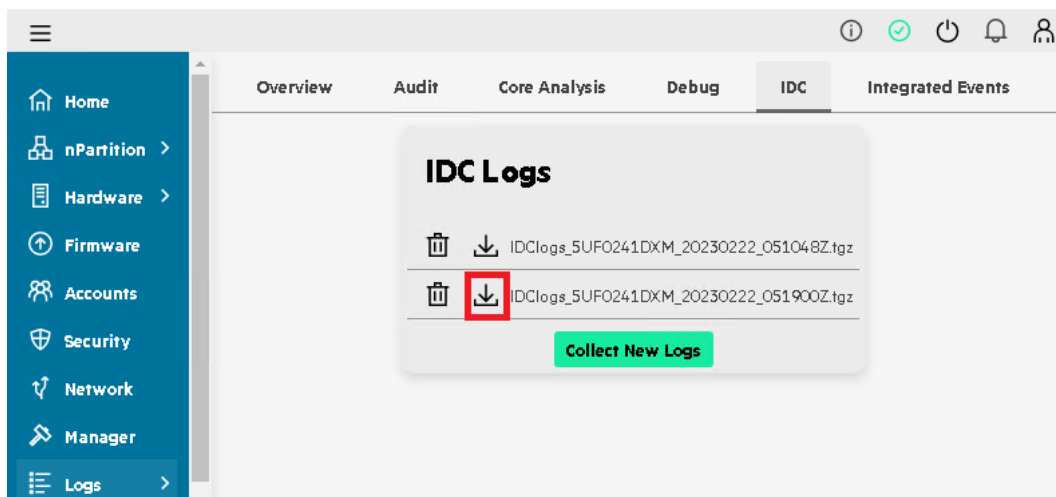 Overview Audit Core Analysis Debug IDC Integrated Events
Home
nPartition
Hardware
Firmware
Accounts
Security
Network
Manager
Logs
IDC Logs
IDClogs_5UF0241DXM_20230222_051048Z.tgz
IDClogs_5UF0241DXM_20230222_051900Z.tgz
Collect New Logs